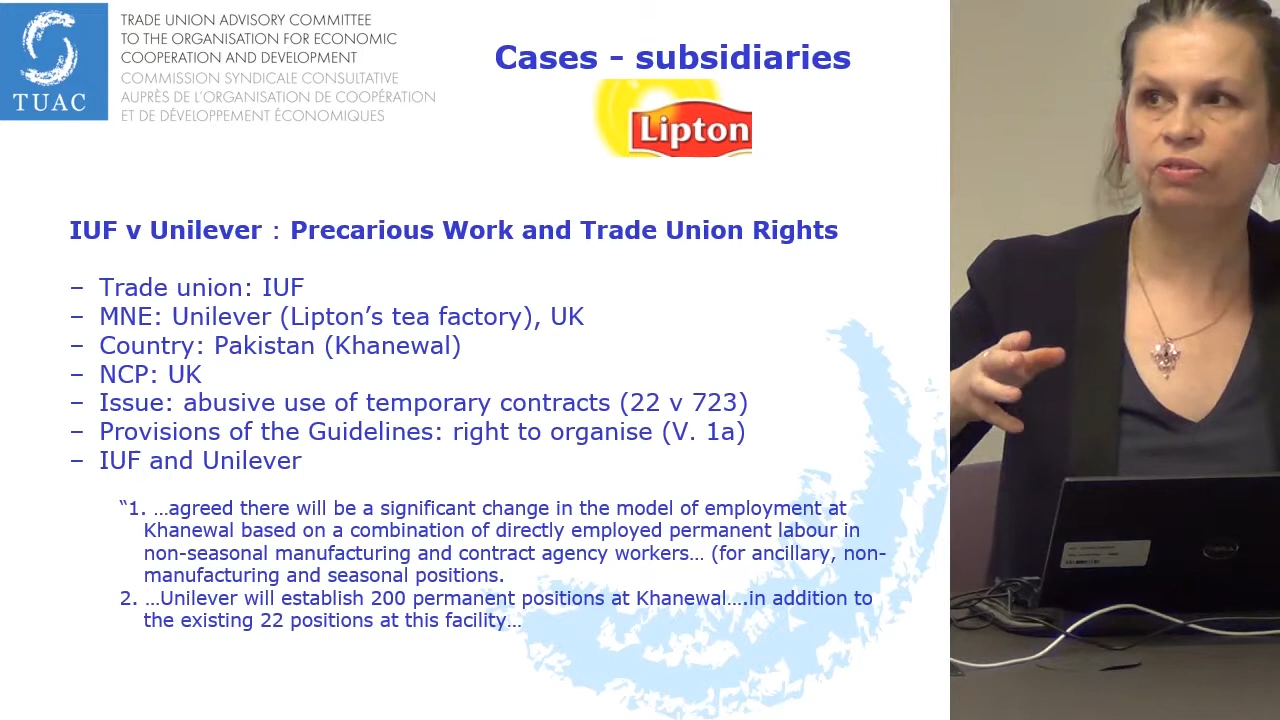 TRADE UNION ADVISORY COMMITTEE
TO THE ORGANISATION FOR ECONOMIC
COOPERATION AND DEVELOPMENT
COMMISSION SYNDICALE CONSULTATIVE
AUPRÈS DE L'ORGANISATION DE COOPÉRATION
ET DE DÉVELOPPEMENT ÉCONOMIQUES
TUAC
Cases - subsidiaries
Lipton
IUF v Unilever : Precarious Work and Trade Union Rights
– Trade union: IUF
– MNE: Unilever (Lipton’s tea factory), UK
– Country: Pakistan (Khanewal)
– NCP: UK
– Issue: abusive use of temporary contracts (22 v 723)
– Provisions of the Guidelines: right to organise (V. 1a)
– IUF and Unilever
“1. …agreed there will be a significant change in the model of employment at
Khanewal based on a combination of directly employed permanent labour in
non-seasonal manufacturing and contract agency workers… (for ancillary, non-
manufacturing and seasonal positions.
2. …Unilever will establish 200 permanent positions at Khanewal….in addition to
the existing 22 positions at this facility…